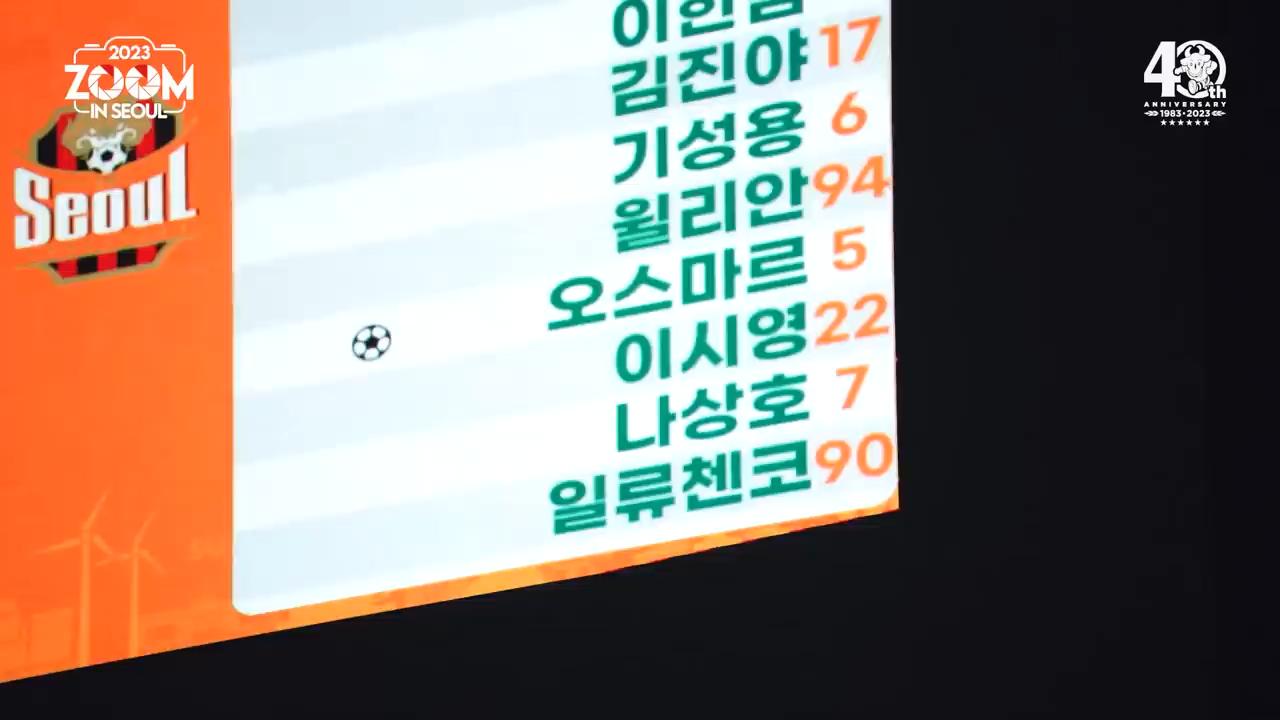 2023
ZOOM
IN SEOUL
Seoul
40th
ANNIVERSARY
1983·2023
김진야 17
기성용 6
윌리안 94
오스마르 5
이시영 22
나상호 7
일류첸코 90